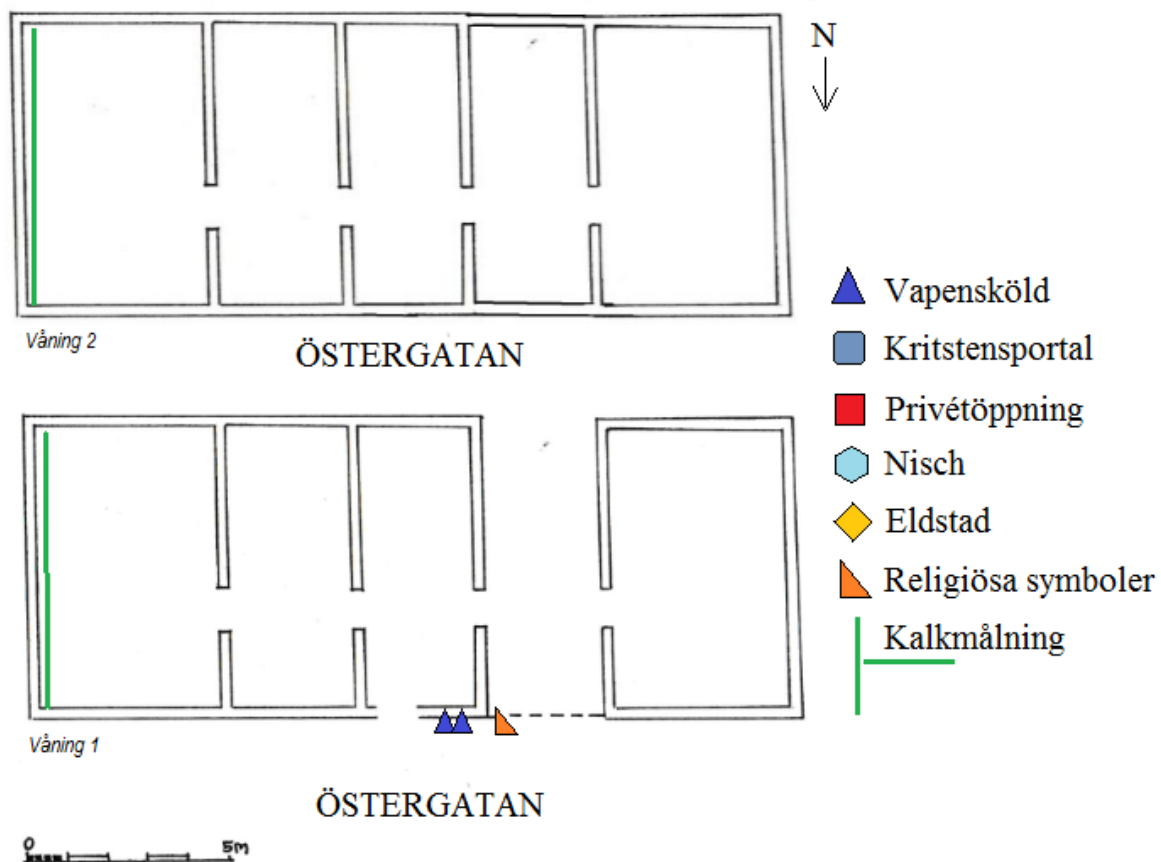 N
Våning 2
ÖSTERGATAN
Vapensköld
Kritstensportal
Privétöppning
Nisch
Eldstad
Religiösa symboler
Kalkmålning
Våning 1
ÖSTERGATAN
0 5m